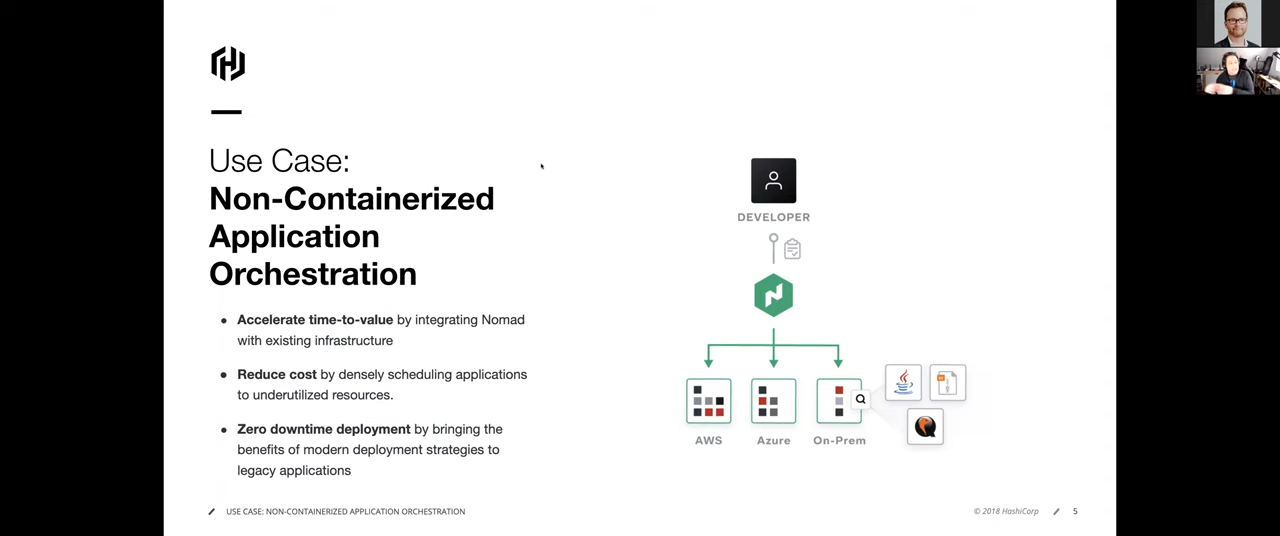 Use Case:
Non-Containerized
Application
Orchestration
● Accelerate time-to-value by integrating Nomad
with existing infrastructure
● Reduce cost by densely scheduling applications
to underutilized resources.
● Zero downtime deployment by bringing the
benefits of modern deployment strategies to
legacy applications
DEVELOPER
AWS
Azure
On-Prem
USE CASE: NON-CONTAINERIZED APPLICATION ORCHESTRATION
© 2018 HashiCorp
5